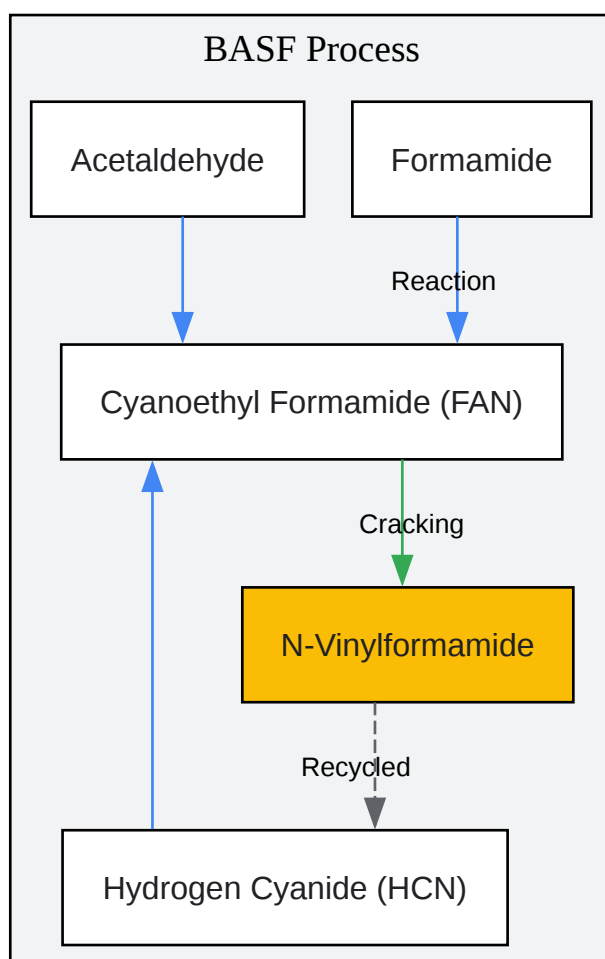 BASF Process
Acetaldehyde
Formamide
Reaction
Cyanoethyl Formamide (FAN)
Cracking
N-Vinylformamide
Recycled
Hydrogen Cyanide (HCN)